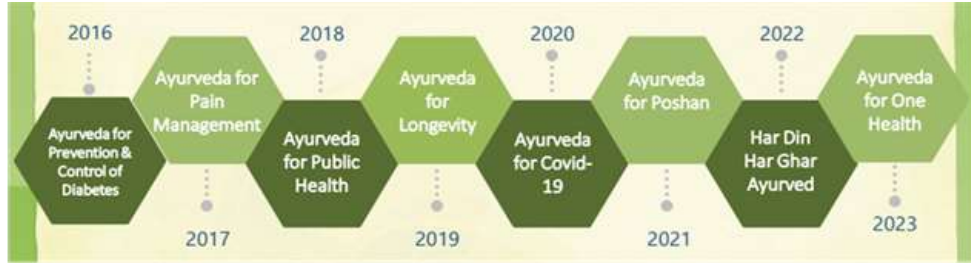 2016
Ayurveda for
Prevention &
Control of
Diabetes
Ayurveda for
Pain
Management
2017
2018
Ayurveda
for Public
Health
Ayurveda
for
Longevity
2019
2020
Ayurveda
for Covid-
19
Ayurveda
for Poshan
2021
2022
Har Din
Har Ghar
Ayurved
Ayurveda
for One
Health
2023